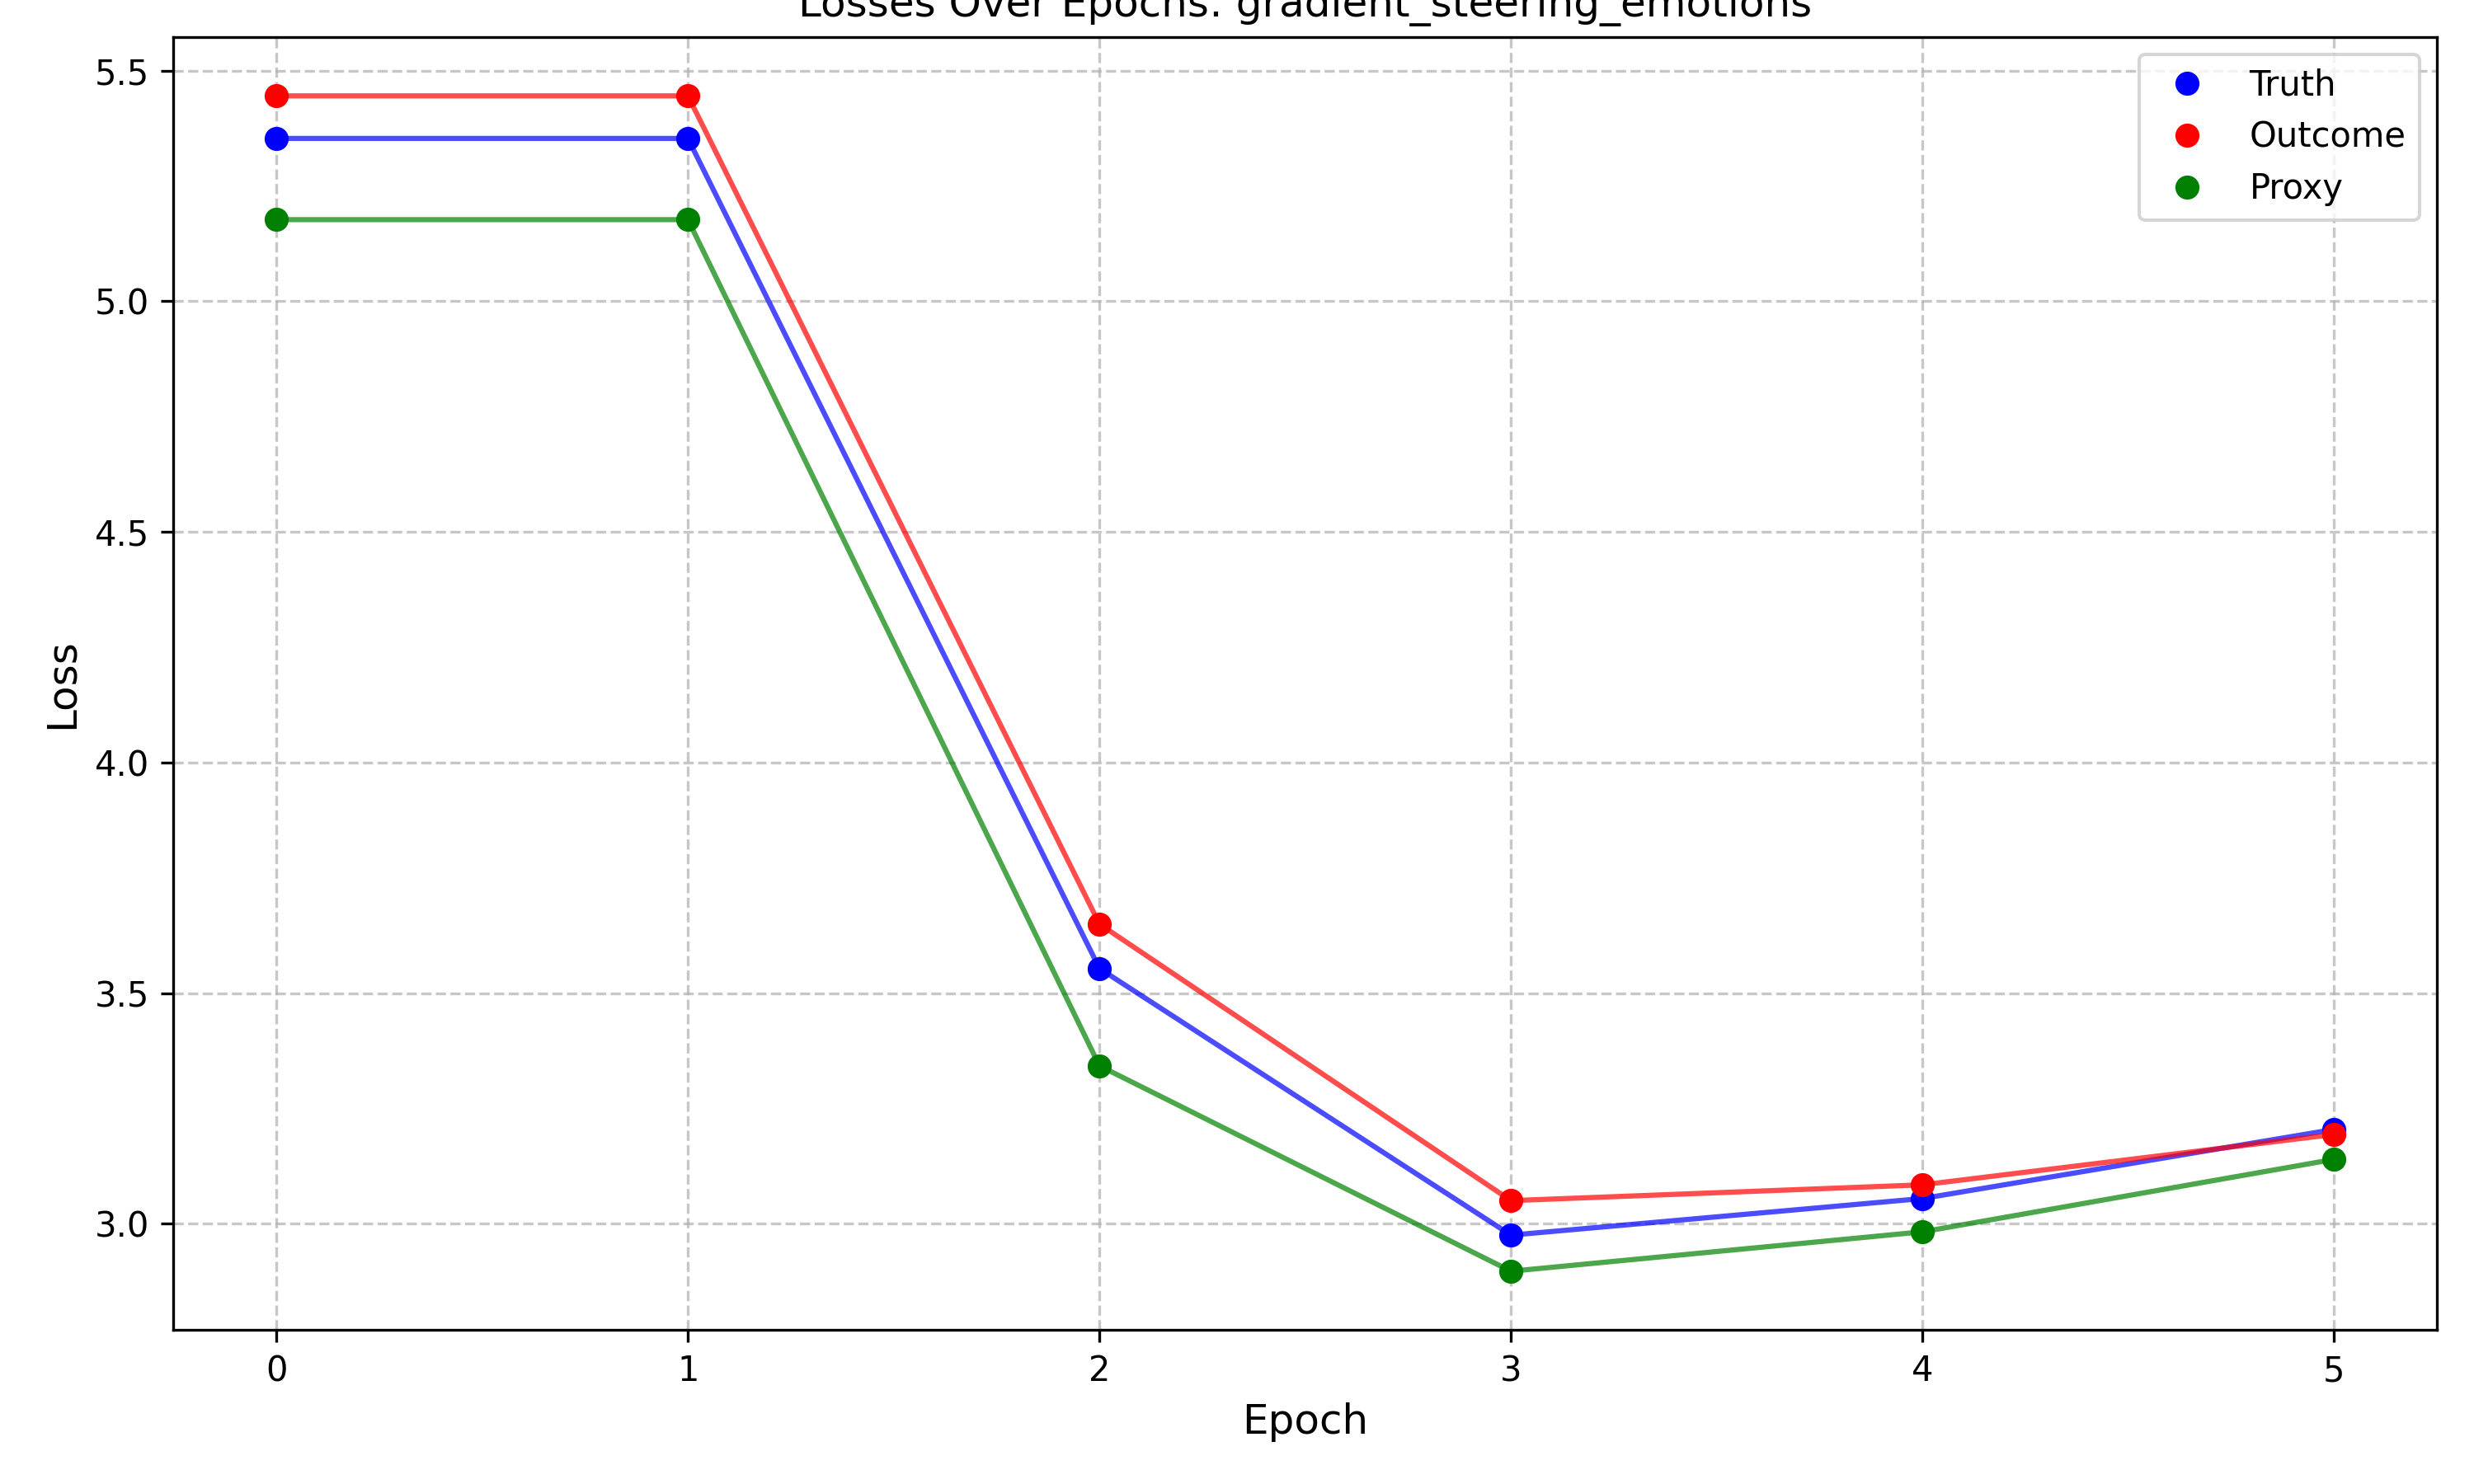 Losses Over Epochs: gradient_steering_emotions
5.5
5.0
4.5
4.0
3.5
3.0
Loss
Truth
Outcome
Proxy
0 1 2 3 4 5
Epoch